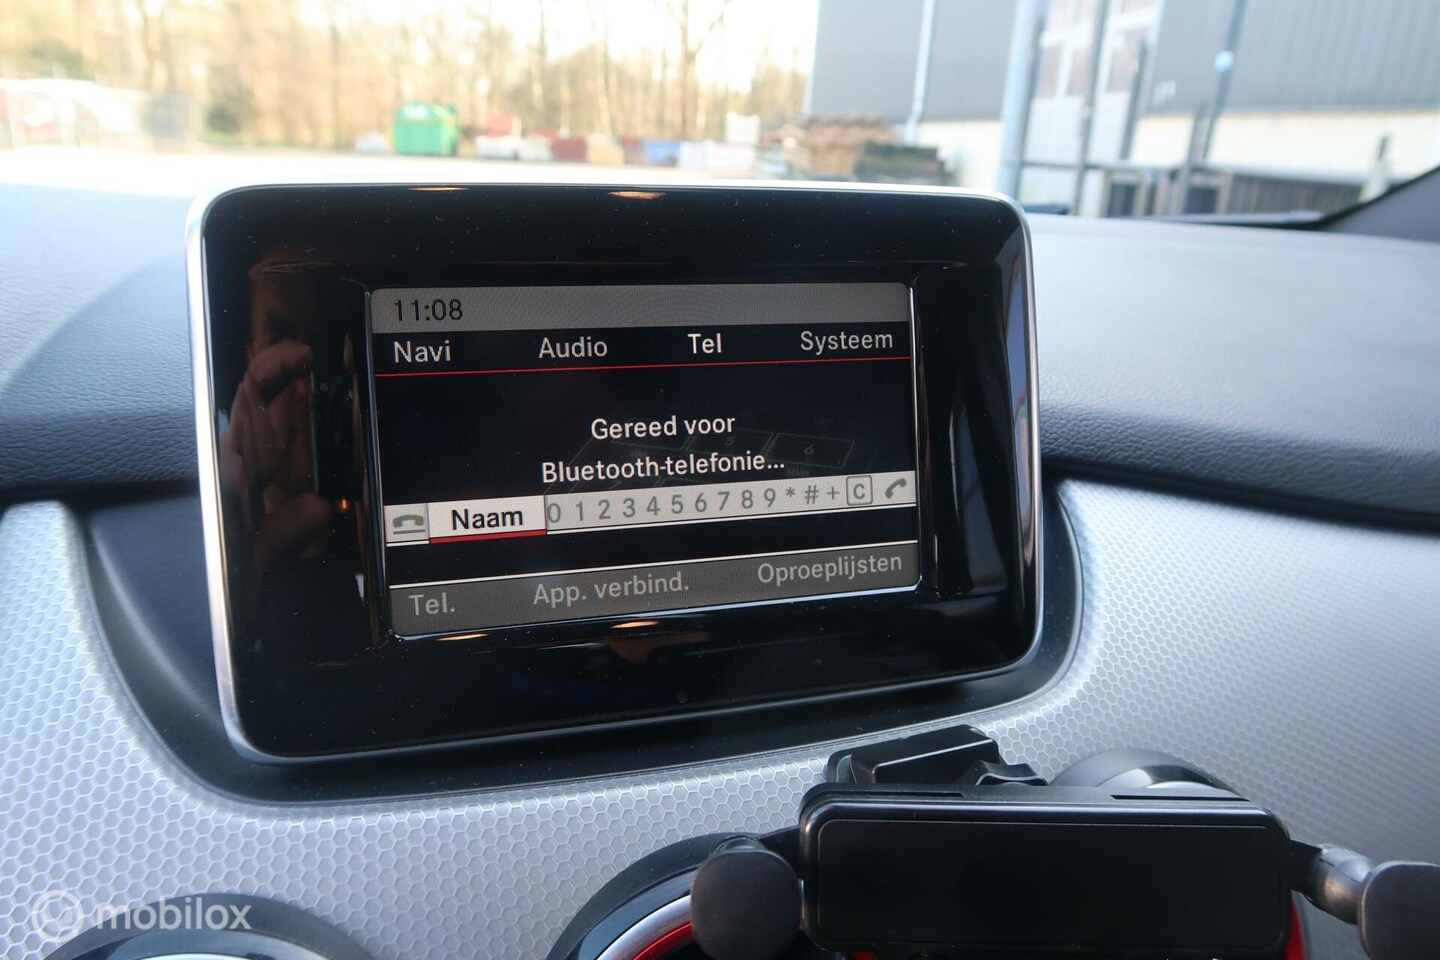 11:08
Navi Audio Tel Systeem
Gereed voor
Bluetooth-telefonie...
Naam 0 1 2 3 4 5 6 7 8 9 * # + C
Tel. App. verbind. Oproeplijsten
mobilox